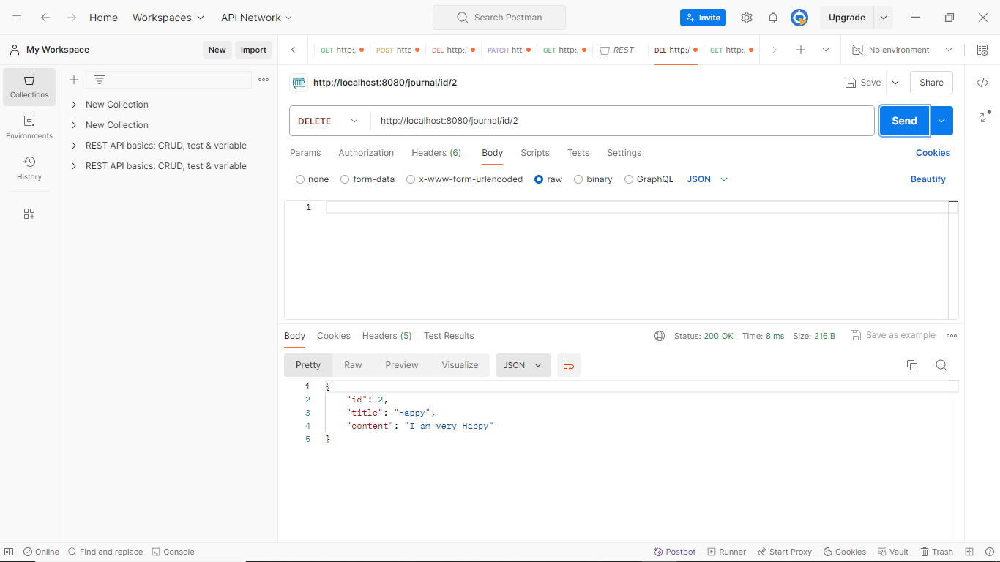 Home Workspaces API Network Search Postman Invite Upgrade
My Workspace New Import GET http:, POST http DEL http:/ PATCH htt, GET http:, REST DEL http:/ GET http:, No environment
Collections
Environments
History
New Collection
New Collection
REST API basics: CRUD, test & variable
REST API basics: CRUD, test & variable
HTTP http://localhost:8080/journal/id/2 Save Share
DELETE http://localhost:8080/journal/id/2 Send
Params Authorization Headers (6) Body Scripts Tests Settings Cookies
none form-data x-www-form-urlencoded raw binary GraphQL JSON Beautify
1
Body Cookies Headers (5) Test Results Status: 200 OK Time: 8 ms Size: 216 B Save as example
Pretty Raw Preview Visualize JSON
1 {
2 "id": 2,
3 "title": "Happy",
4 "content": "I am very Happy"
5 }
Online Find and replace Console Postbot Runner Start Proxy Cookies Vault Trash